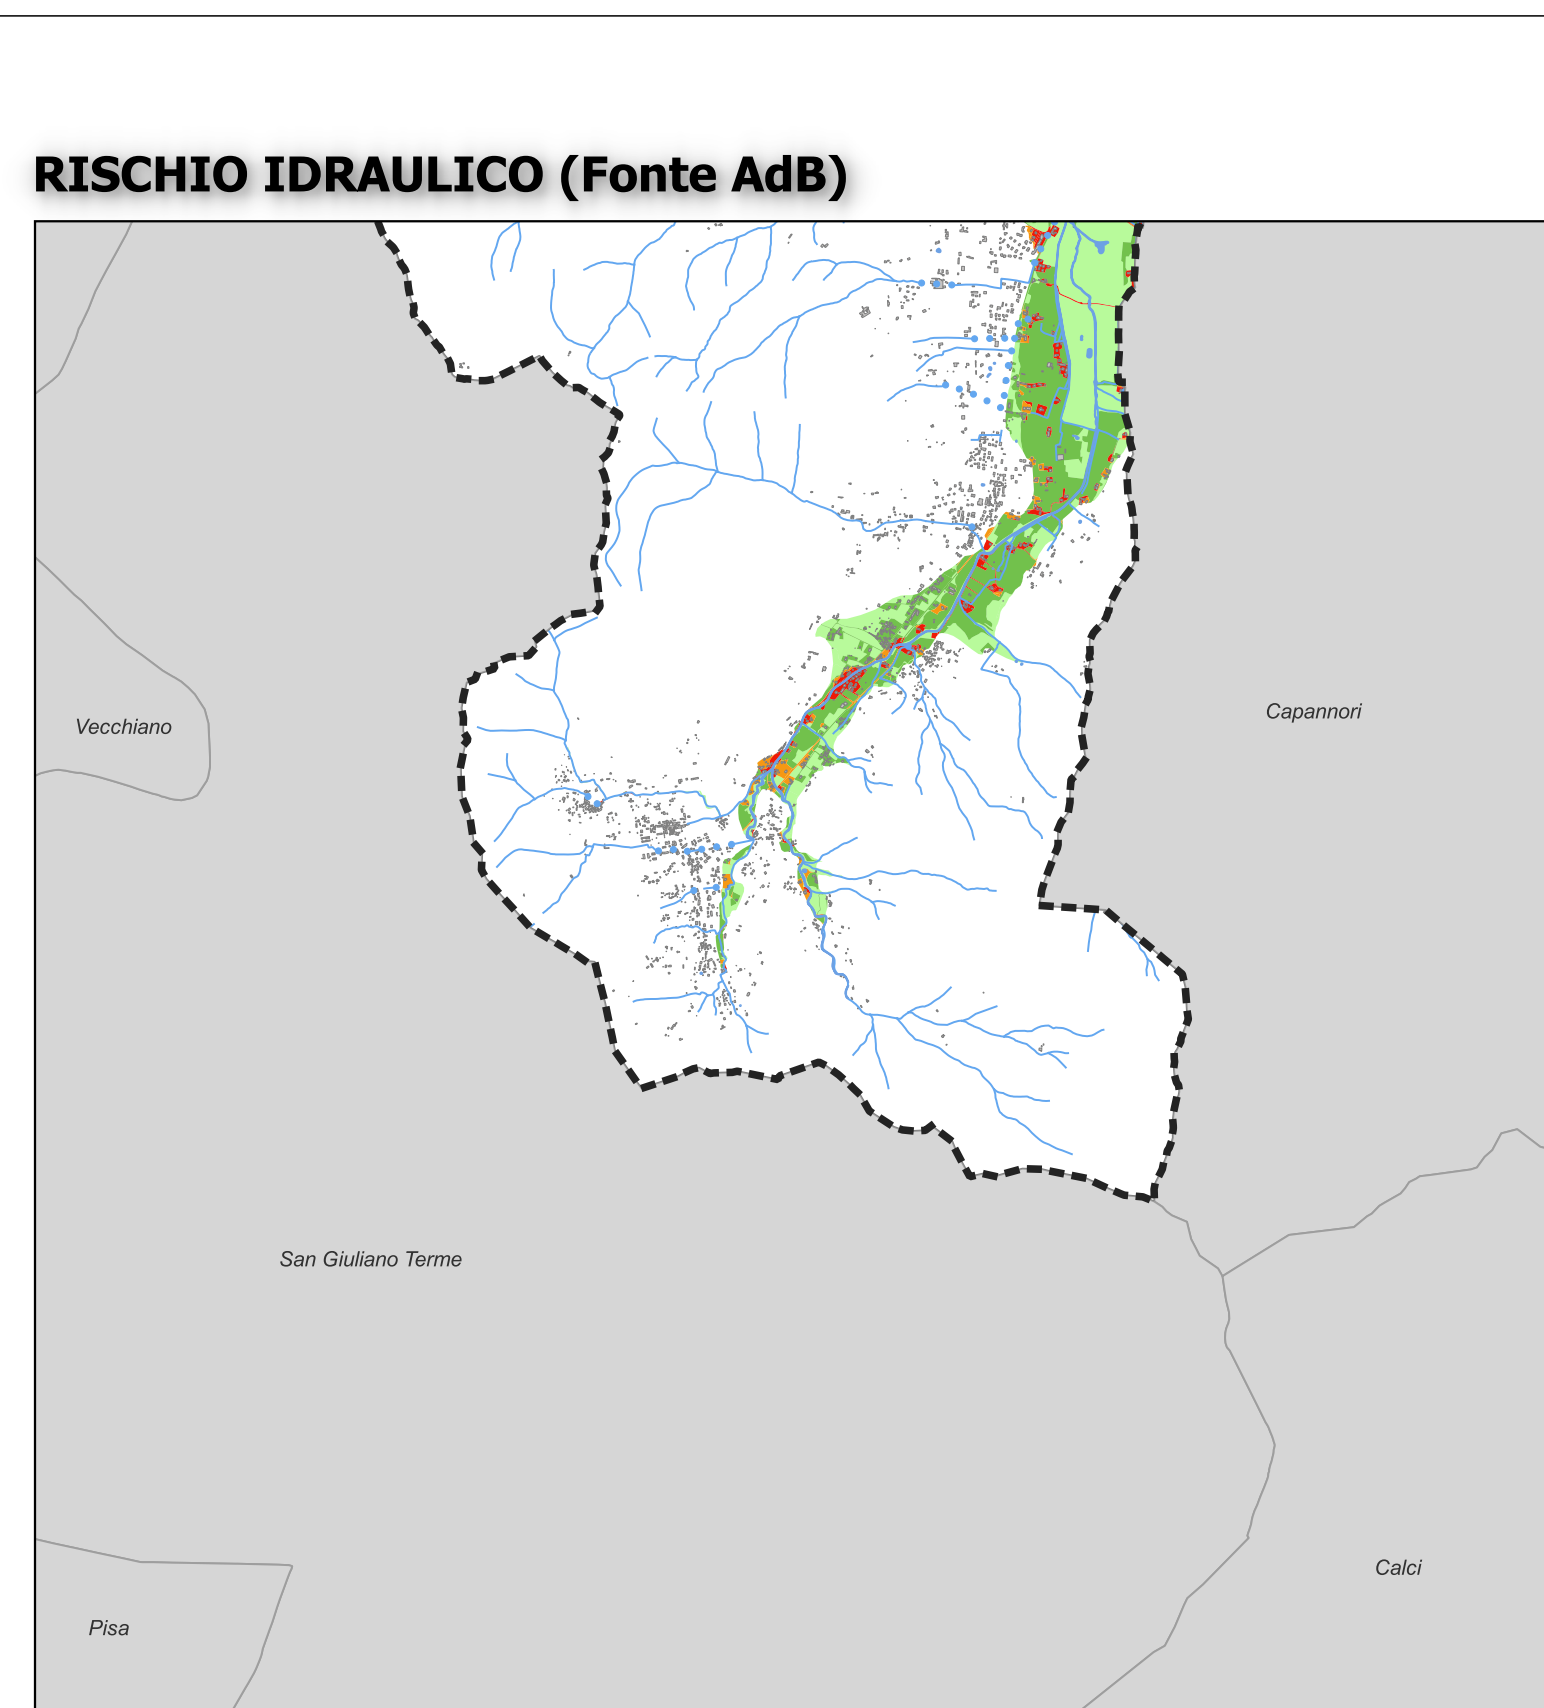 RISCHIO IDRAULICO (Fonte AdB)
Capannori
Vecchiano
San Giuliano Terme
Calci
Pisa